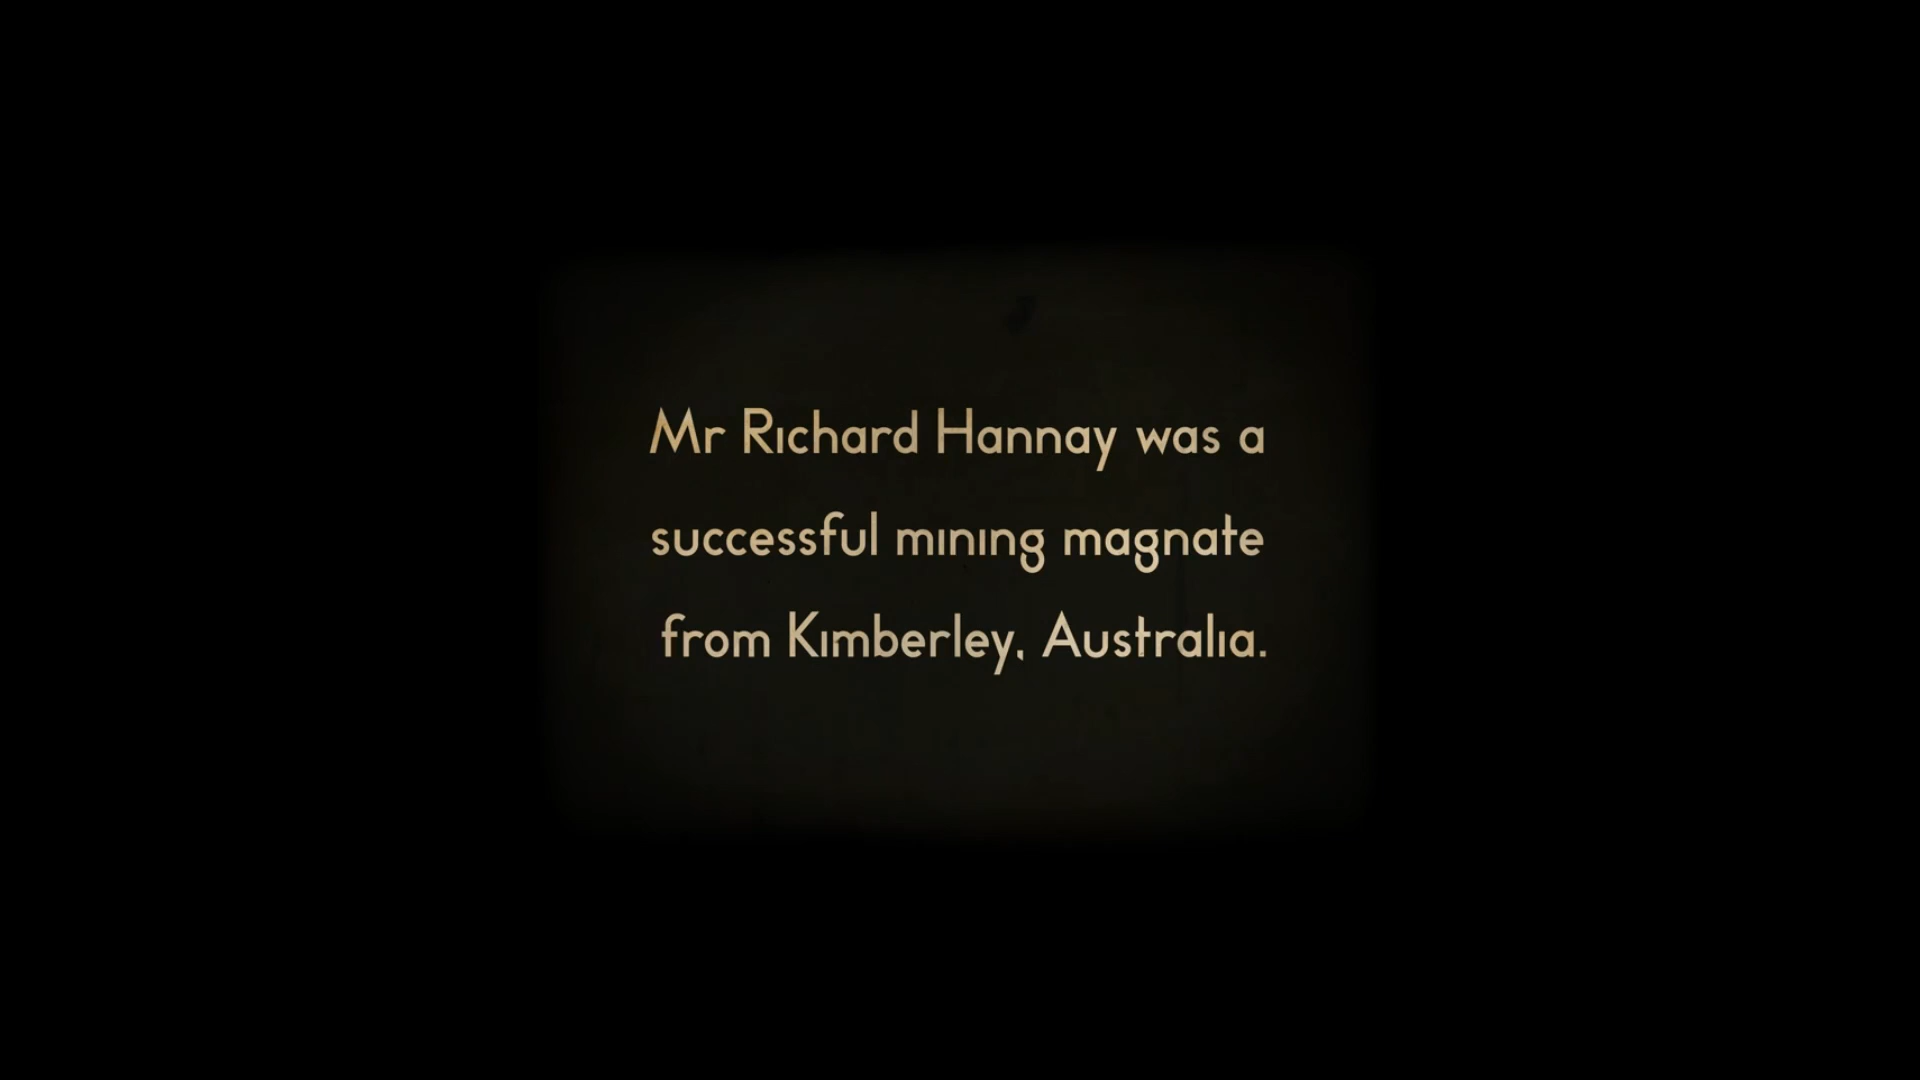 Mr Richard Hannay was a
successful mining magnate
from Kimberley, Australia.